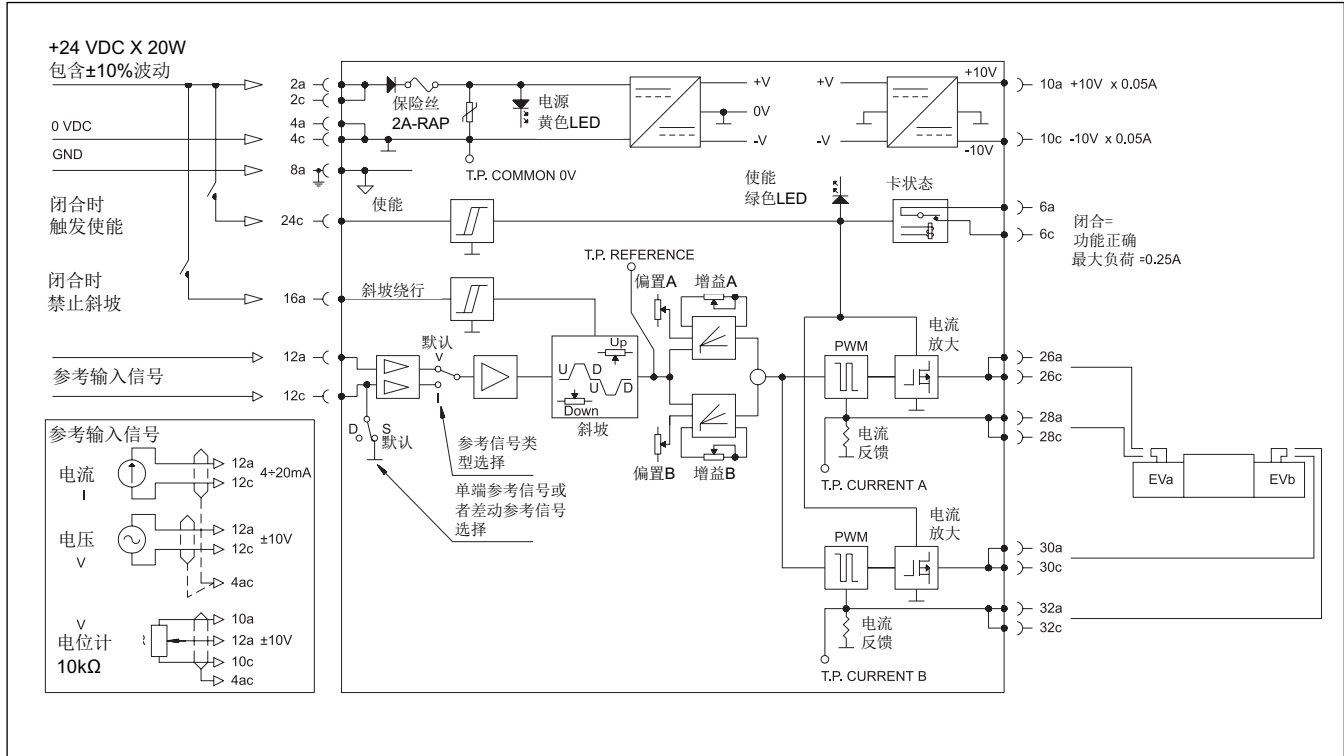 +24 VDC X 20W
包含±10%波动
0 VDC
GND
闭合时
触发使能
闭合时
禁止斜坡
参考输入信号
2a
2c
4a
4c
8a
24c
16a
12a
12c
保险丝
2A-RAP
电源
黄色LED
T.P. COMMON 0V
+V
0V
-V
+V
-V
+10V
-10V
10a +10V x 0.05A
10c -10V x 0.05A
使能
使能
绿色LED
卡状态
6a
6c
闭合=
功能正确
最大负荷 =0.25A
斜坡绕行
T.P. REFERENCE
偏置A
增益A
默认
V
I
Up
U D
U D
Down
斜坡
D S
默认
参考信号类
型选择
单端参考信号或
者差动参考信号
选择
偏置B
增益B
PWM
电流
放大
26a
26c
28a
28c
电流
反馈
T.P. CURRENT A
EVa
EVb
PWM
电流
放大
30a
30c
32a
32c
电流
反馈
T.P. CURRENT B
参考输入信号
电流
I
12a
12c
4÷20mA
电压
V
12a
12c
±10V
4ac
V
电位计
10kΩ
10a
12a ±10V
10c
4ac